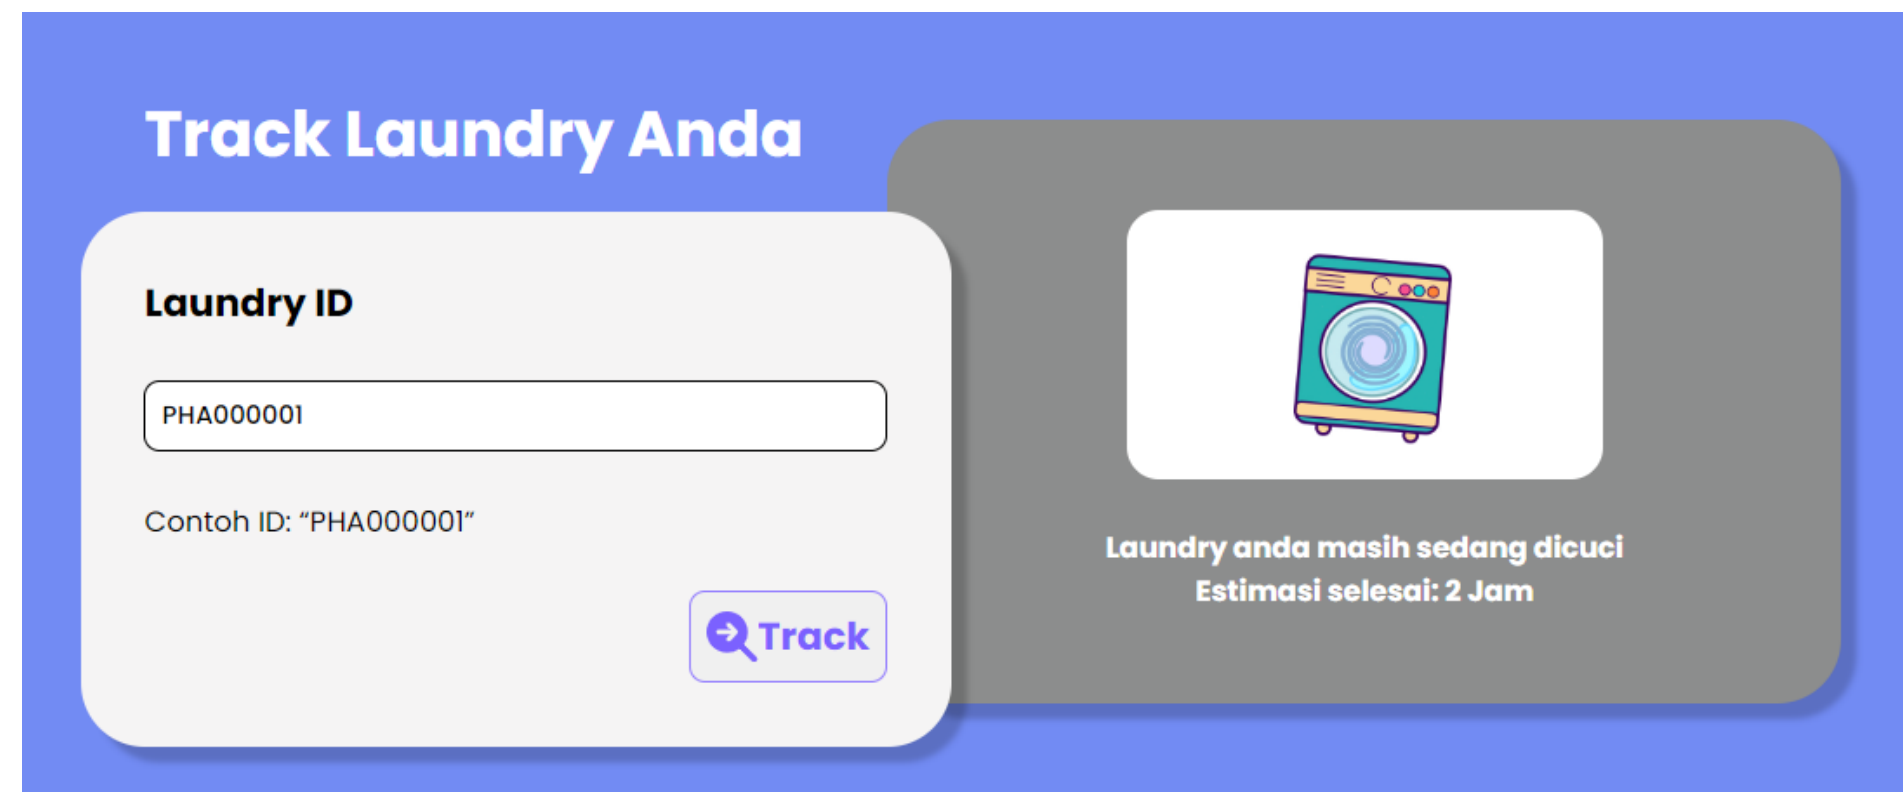 Track Laundry Anda
Laundry ID
PHA000001
Contoh ID: “PHA000001”
Track
Laundry anda masih sedang dicuci
Estimasi selesai: 2 Jam